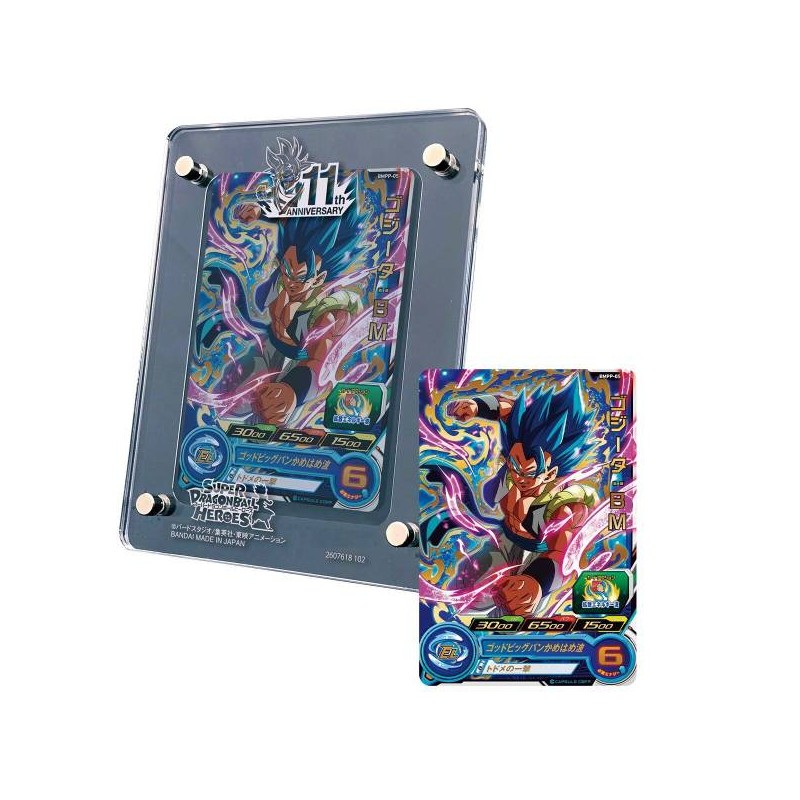 11th
ANNIVERSARY
BMPP-05
ゴジータ:BM
3000 6500 1500
ゴッドビッグバンかめはめ波
トドメの一撃
6
SUPER
DRAGONBALL
HEROES
©バードスタジオ/集英社・東映アニメーション
BANDAI MADE IN JAPAN
2607618 102
BMPP-05
ゴジータ:BM
3000 6500 1500
ゴッドビッグバンかめはめ波
トドメの一撃
6